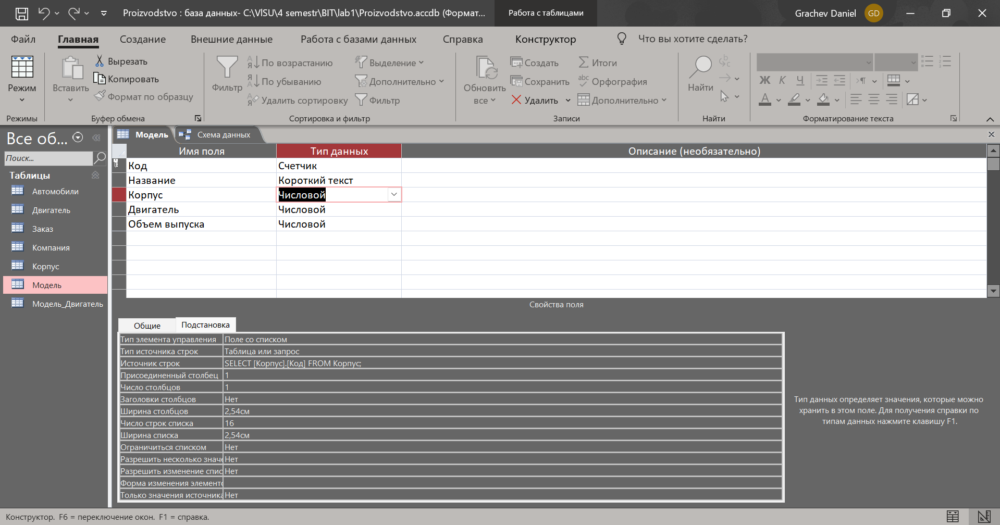 Proizvodstvo : база данных- C:\VlSU\4 semestr\BIT\lab1\Proizvodstvo.accdb (Формат... Работа с таблицами Grachev Daniel GD
Файл Главная Создание Внешние данные Работа с базами данных Справка Конструктор Что вы хотите сделать?
Режим
Режимы
Вставить
Вырезать
Копировать
Формат по образцу
Буфер обмена
Фильтр
По возрастанию
По убыванию
Удалить сортировку
Выделение
Дополнительно
Фильтр
Сортировка и фильтр
Обновить
все
Создать
Сохранить
Удалить
Итоги
Орфография
Дополнительно
Записи
Найти
Найти
Ж К Ч
А
Форматирование текста
Все об...
Поиск...
Таблицы
Автомобили
Двигатель
Заказ
Компания
Корпус
Модель
Модель_Двигатель
Модель Схема данных
Имя поля Тип данных Описание (необязательно)
Код Счетчик
Название Короткий текст
Корпус Числовой
Двигатель Числовой
Объем выпуска Числовой
Свойства поля
Общие Подстановка
Тип элемента управления Поле со списком
Тип источника строк Таблица или запрос
Источник строк SELECT [Корпус].[Код] FROM Корпус;
Присоединенный столбец 1
Число столбцов 1
Заголовки столбцов Нет
Ширина столбцов 2,54см
Число строк списка 16
Ширина списка 2,54см
Ограничиться списком Нет
Разрешить несколько значе Нет
Разрешить изменение спис Нет
Форма изменения элементо
Только значения источника Нет
Тип данных определяет значения, которые можно
хранить в этом поле. Для получения справки по
типам данных нажмите клавишу F1.
Конструктор. F6 = переключение окон. F1 = справка.